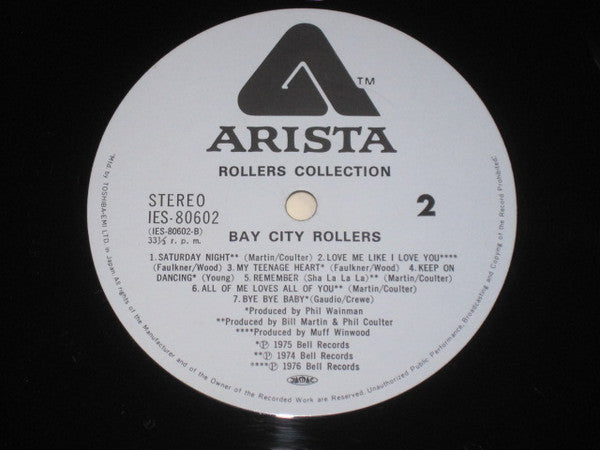 TM
ARISTA
ROLLERS COLLECTION
STEREO
IES-80602
(IES-80602-B)
33⅓ r. p. m.
2
BAY CITY ROLLERS
1. SATURDAY NIGHT** (Martin/Coulter) 2. LOVE ME LIKE I LOVE YOU****
(Faulkner/Wood) 3. MY TEENAGE HEART* (Faulkner/Wood) 4. KEEP ON
DANCING* (Young) 5. REMEMBER (Sha La La La)** (Martin/Coulter)
6. ALL OF ME LOVES ALL OF YOU** (Martin/Coulter)
7. BYE BYE BABY* (Gaudio/Crewe)
*Produced by Phil Wainman
**Produced by Bill Martin & Phil Coulter
****Produced by Muff Winwood
*Ⓟ 1975 Bell Records
**Ⓟ 1974 Bell Records
****Ⓟ 1976 Bell Records
JASRAC
Mfd by TOSHIBA-EMI LTD. in Japan All rights of the Manufacturer and of the Owner of the Recorded Work are Reserved. Unauthorized Public Performance, Broadcasting and Copying of the Record Prohibited.